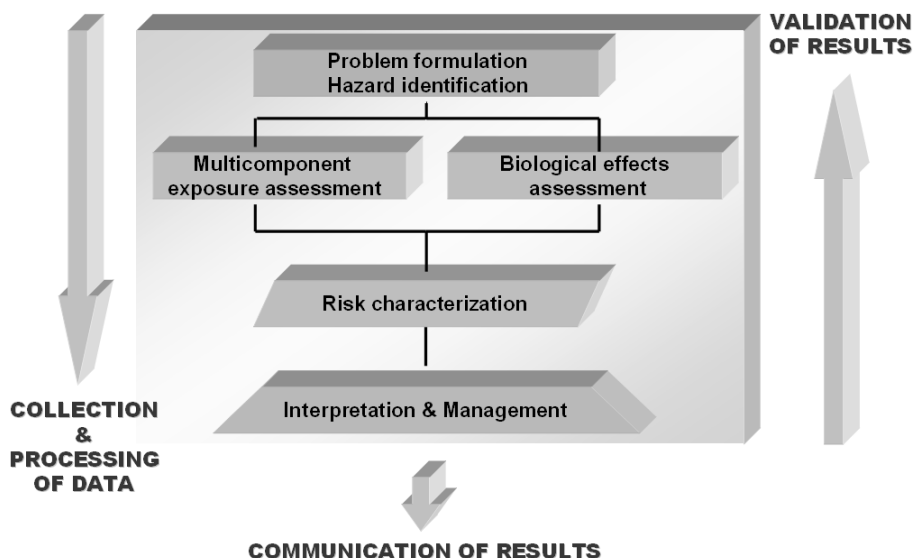 VALIDATION
OF RESULTS
Problem formulation
Hazard identification
Multicomponent
exposure assessment
Biological effects
assessment
Risk characterization
Interpretation & Management
COLLECTION
&
PROCESSING
OF DATA
COMMUNICATION OF RESULTS